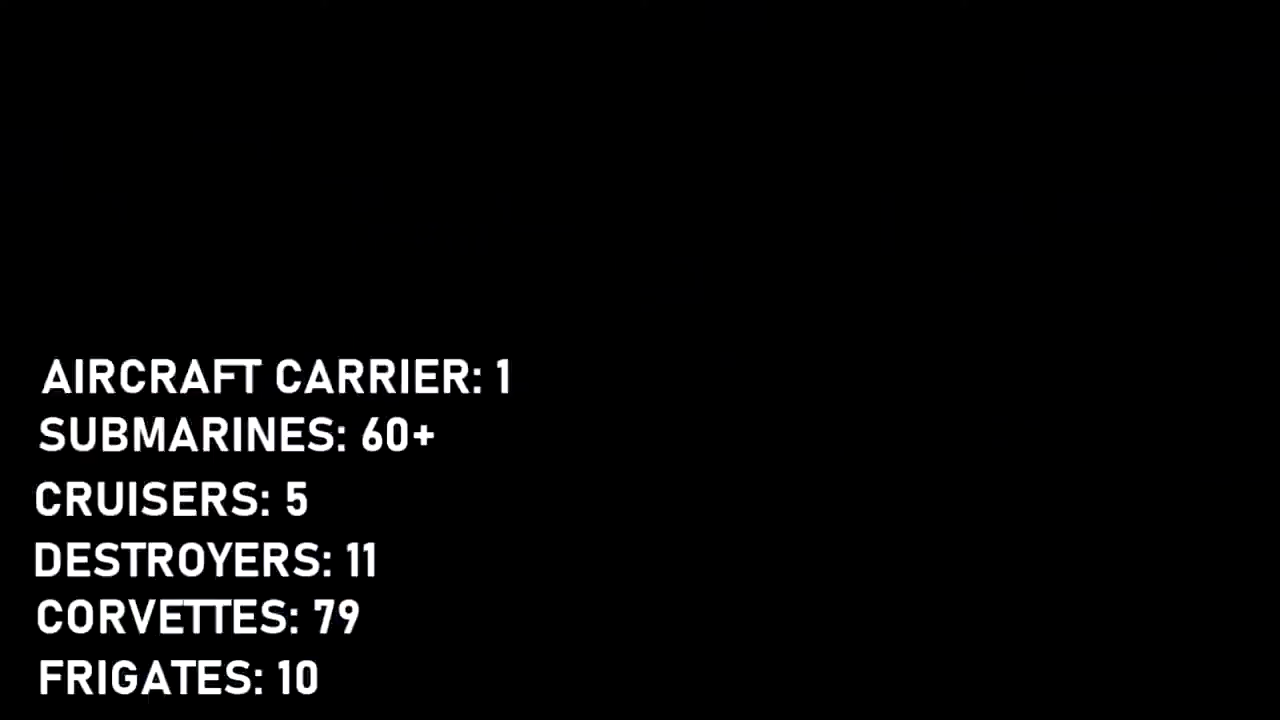 AIRCRAFT CARRIER: 1
SUBMARINES: 60+
CRUISERS: 5
DESTROYERS: 11
CORVETTES: 79
FRIGATES: 10